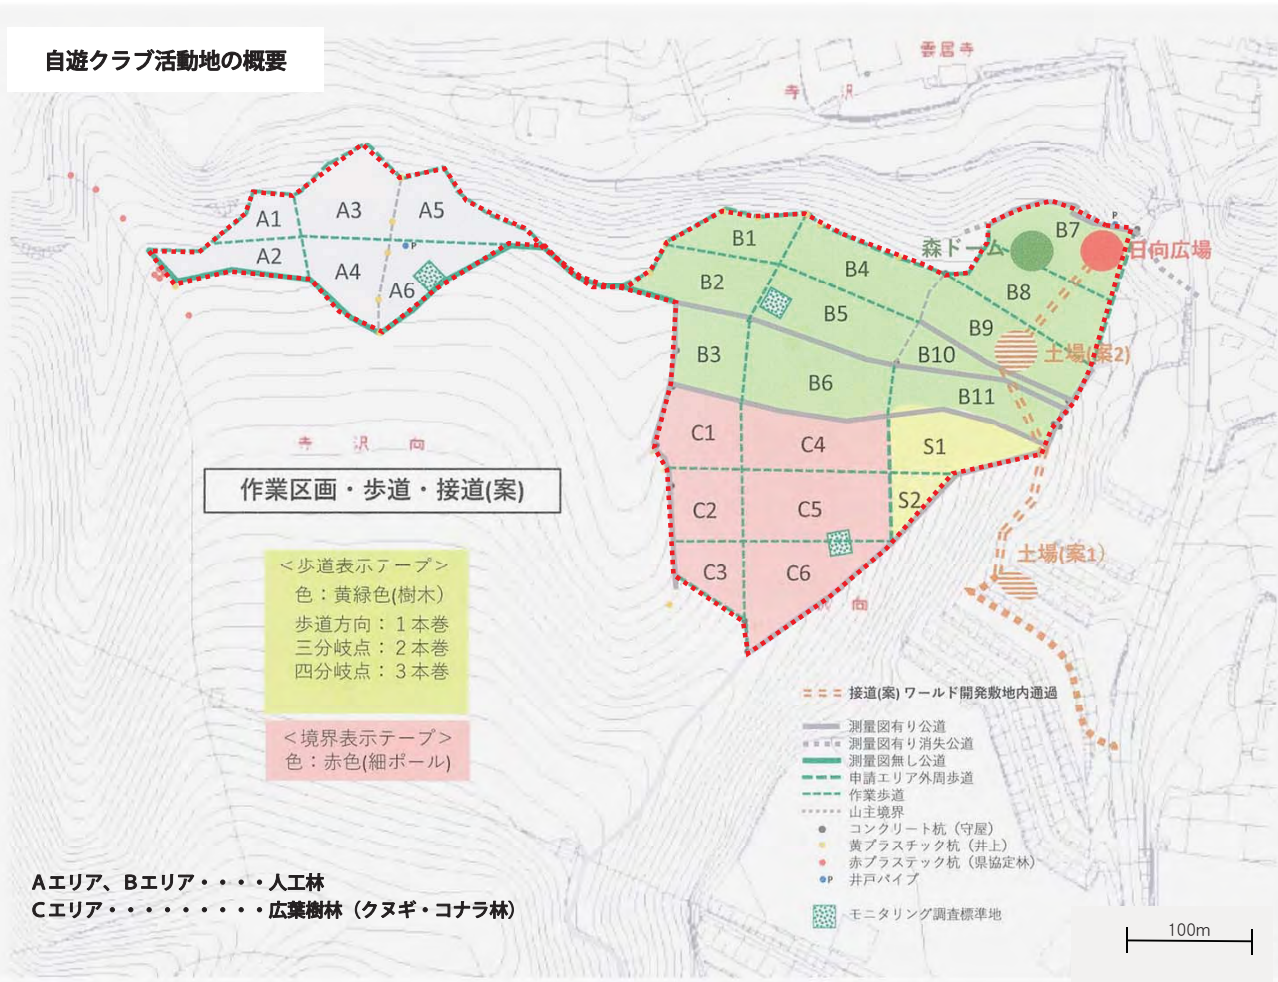 自遊クラブ活動地の概要
雲居寺
寺 沢
A1
A2
A3
A4
A5
A6
P
B1
B2
B3
B4
B5
B6
B7
B8
B9
B10
B11
P
森ドーム
日向広場
土場(案2)
C1
C2
C3
C4
C5
C6
S1
S2
土場(案1)
寺 沢 向
沢 向
作業区画・歩道・接道(案)
＜歩道表示テープ＞
色：黄緑色(樹木)
歩道方向：１本巻
三分岐点：２本巻
四分岐点：３本巻
＜境界表示テープ＞
色：赤色(細ポール)
接道(案) ワールド開発敷地内通過
測量図有り公道
測量図有り消失公道
測量図無し公道
申請エリア外周歩道
作業歩道
山主境界
コンクリート杭（守屋）
黄プラスチック杭（井上）
赤プラステック杭（県協定林）
P 井戸パイプ
モニタリング調査標準地
Ａエリア、Ｂエリア・・・・人工林
Ｃエリア・・・・・・・・・広葉樹林（クヌギ・コナラ林）
100m